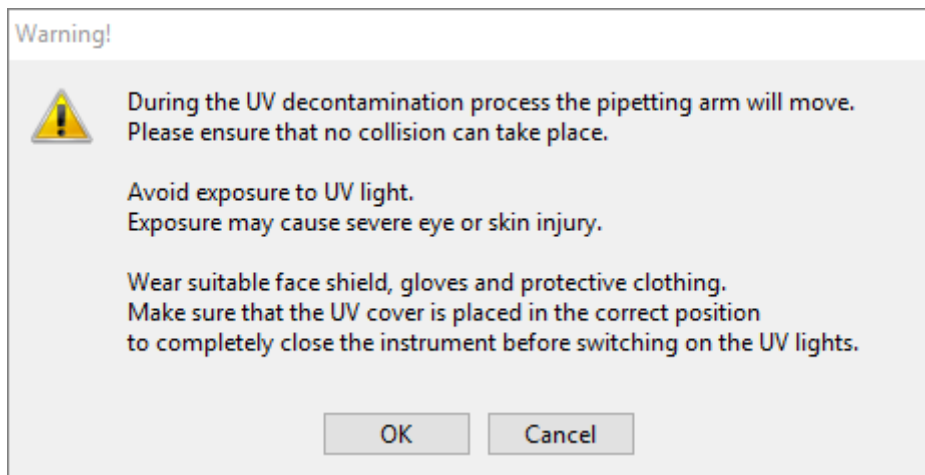 Warning!
During the UV decontamination process the pipetting arm will move.
Please ensure that no collision can take place.
Avoid exposure to UV light.
Exposure may cause severe eye or skin injury.
Wear suitable face shield, gloves and protective clothing.
Make sure that the UV cover is placed in the correct position
to completely close the instrument before switching on the UV lights.
OK
Cancel